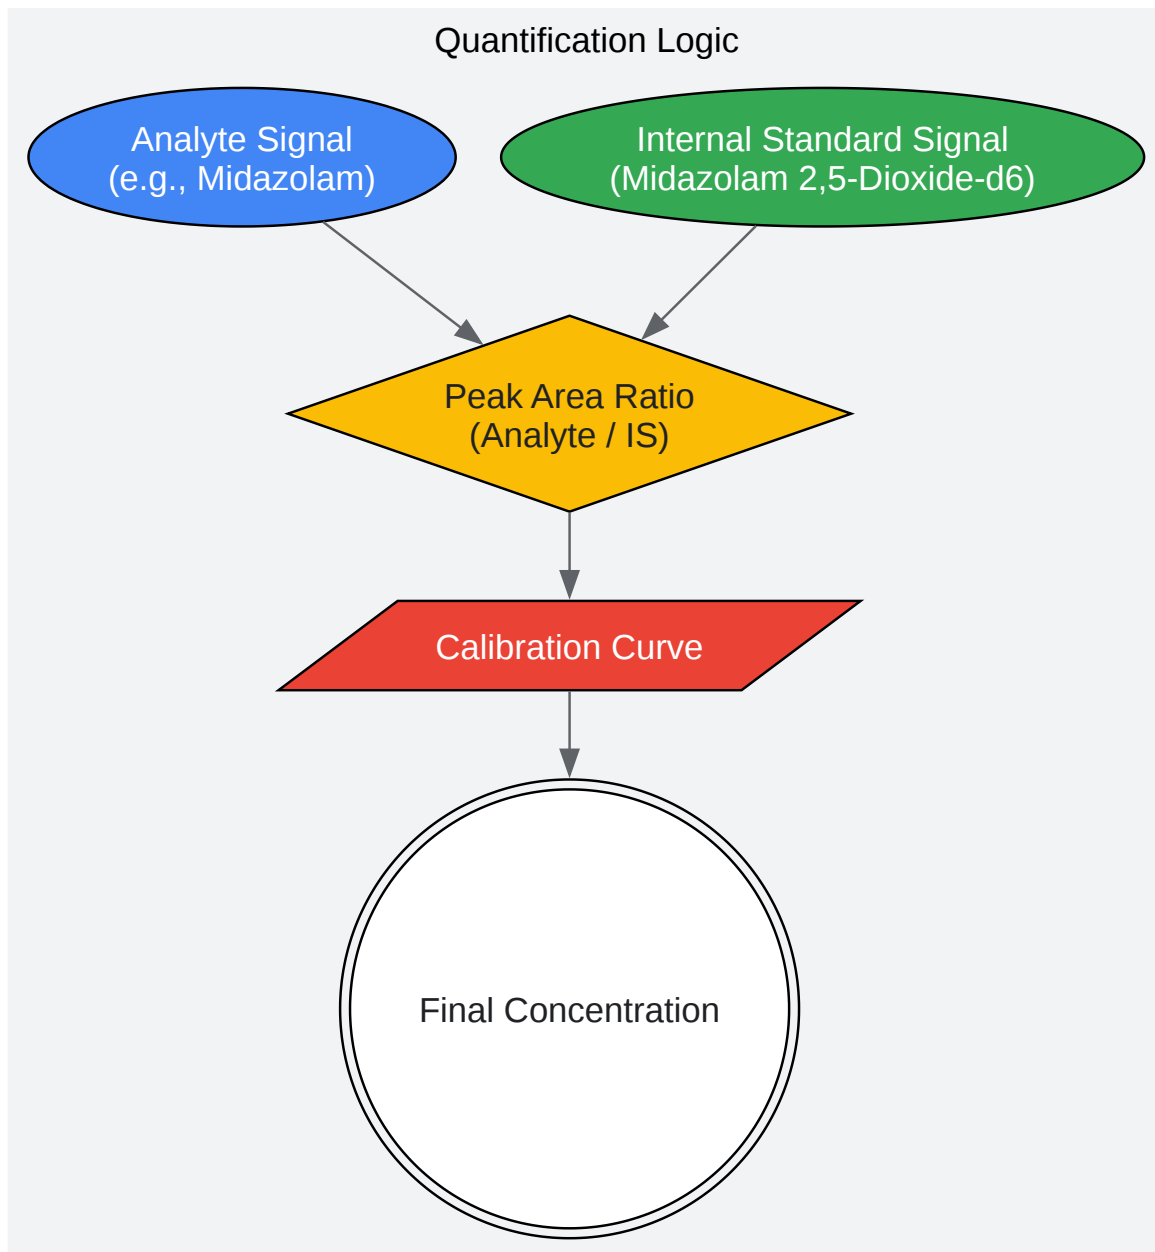 Quantification Logic
Analyte Signal
(e.g., Midazolam)
Internal Standard Signal
(Midazolam 2,5-Dioxide-d6)
Peak Area Ratio
(Analyte / IS)
Calibration Curve
Final Concentration